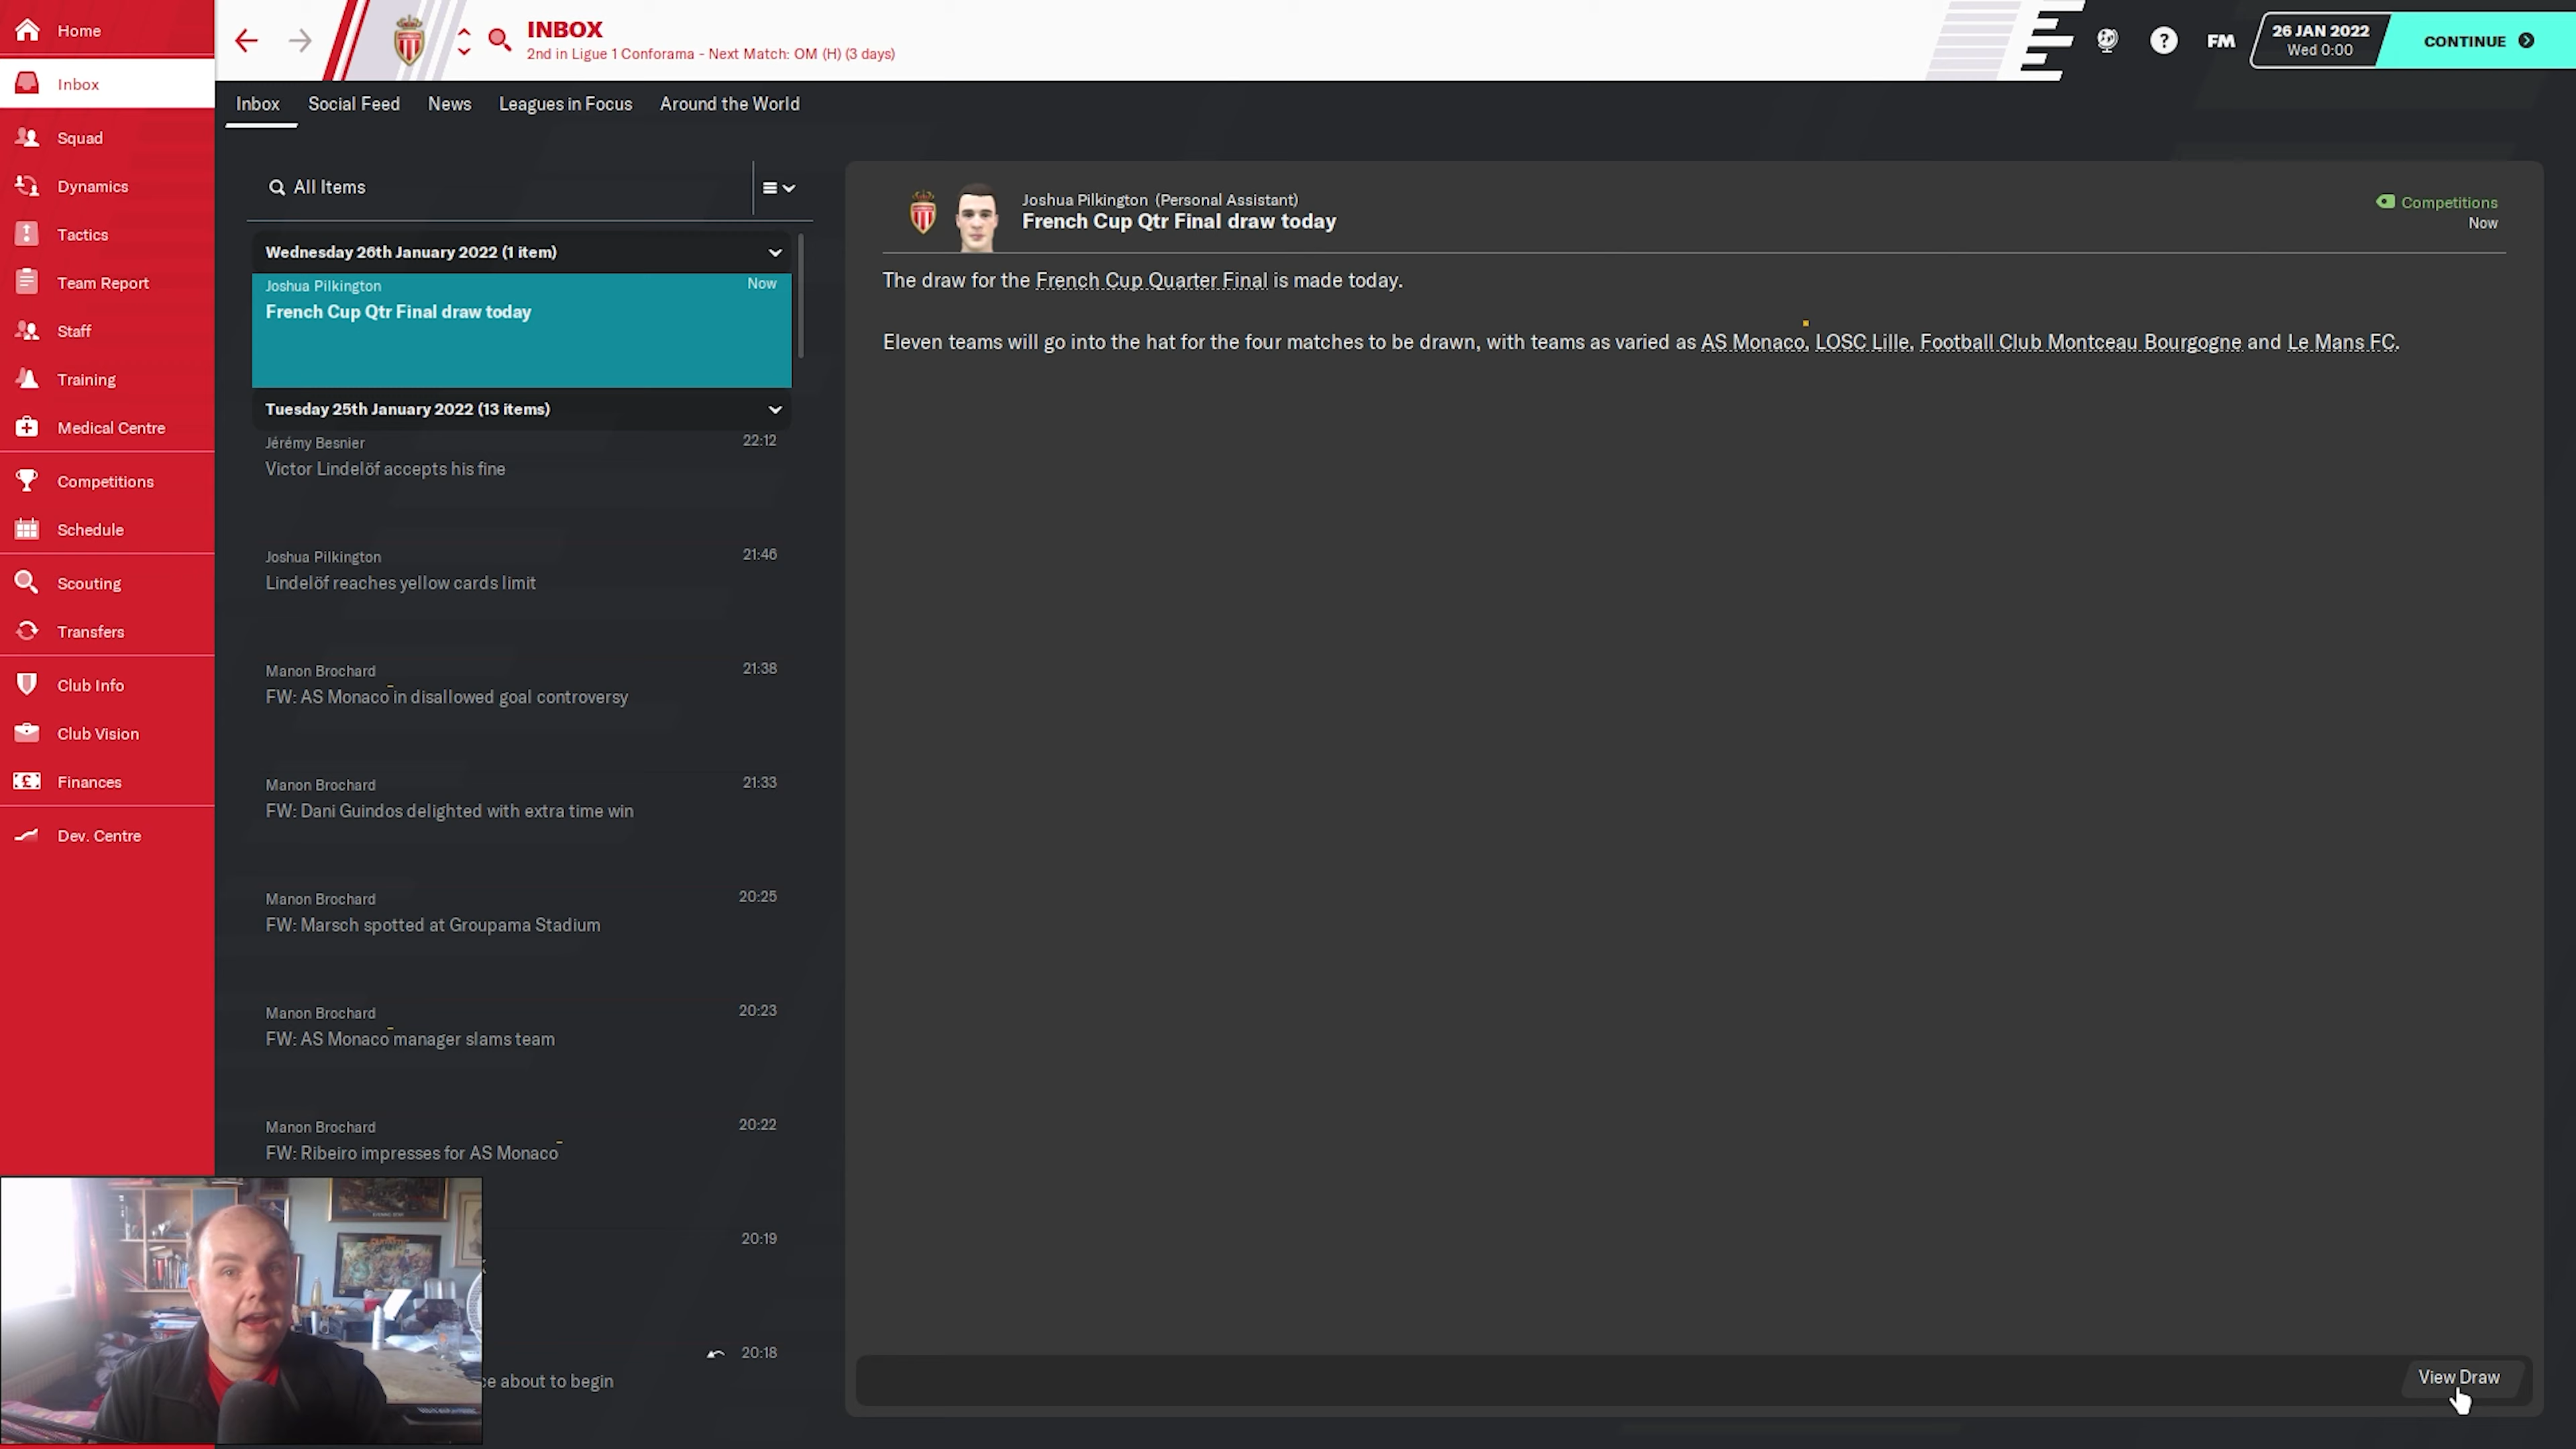 Home
Inbox
Squad
Dynamics
Tactics
Team Report
Staff
Training
Medical Centre
Competitions
Schedule
Scouting
Transfers
Club Info
Club Vision
Finances
Dev. Centre
INBOX
2nd in Ligue 1 Conforama - Next Match: OM (H) (3 days)
?
FM
26 JAN 2022
Wed 0:00
CONTINUE
Inbox Social Feed News Leagues in Focus Around the World
All Items
Wednesday 26th January 2022 (1 item)
Joshua Pilkington Now
French Cup Qtr Final draw today
Tuesday 25th January 2022 (13 items)
Jérémy Besnier 22:12
Victor Lindelöf accepts his fine
Joshua Pilkington 21:46
Lindelöf reaches yellow cards limit
Manon Brochard 21:38
FW: AS Monaco in disallowed goal controversy
Manon Brochard 21:33
FW: Dani Guindos delighted with extra time win
Manon Brochard 20:25
FW: Marsch spotted at Groupama Stadium
Manon Brochard 20:23
FW: AS Monaco manager slams team
Manon Brochard 20:22
FW: Ribeiro impresses for AS Monaco
20:19
20:18
about to begin
Joshua Pilkington (Personal Assistant)
French Cup Qtr Final draw today
Competitions
Now
The draw for the French Cup Quarter Final is made today.
Eleven teams will go into the hat for the four matches to be drawn, with teams as varied as AS Monaco, LOSC Lille, Football Club Montceau Bourgogne and Le Mans FC.
View Draw